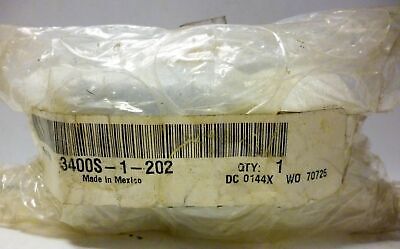 3400S-1-202 QTY: 1
Made in Mexico DC 0144X WO 70725